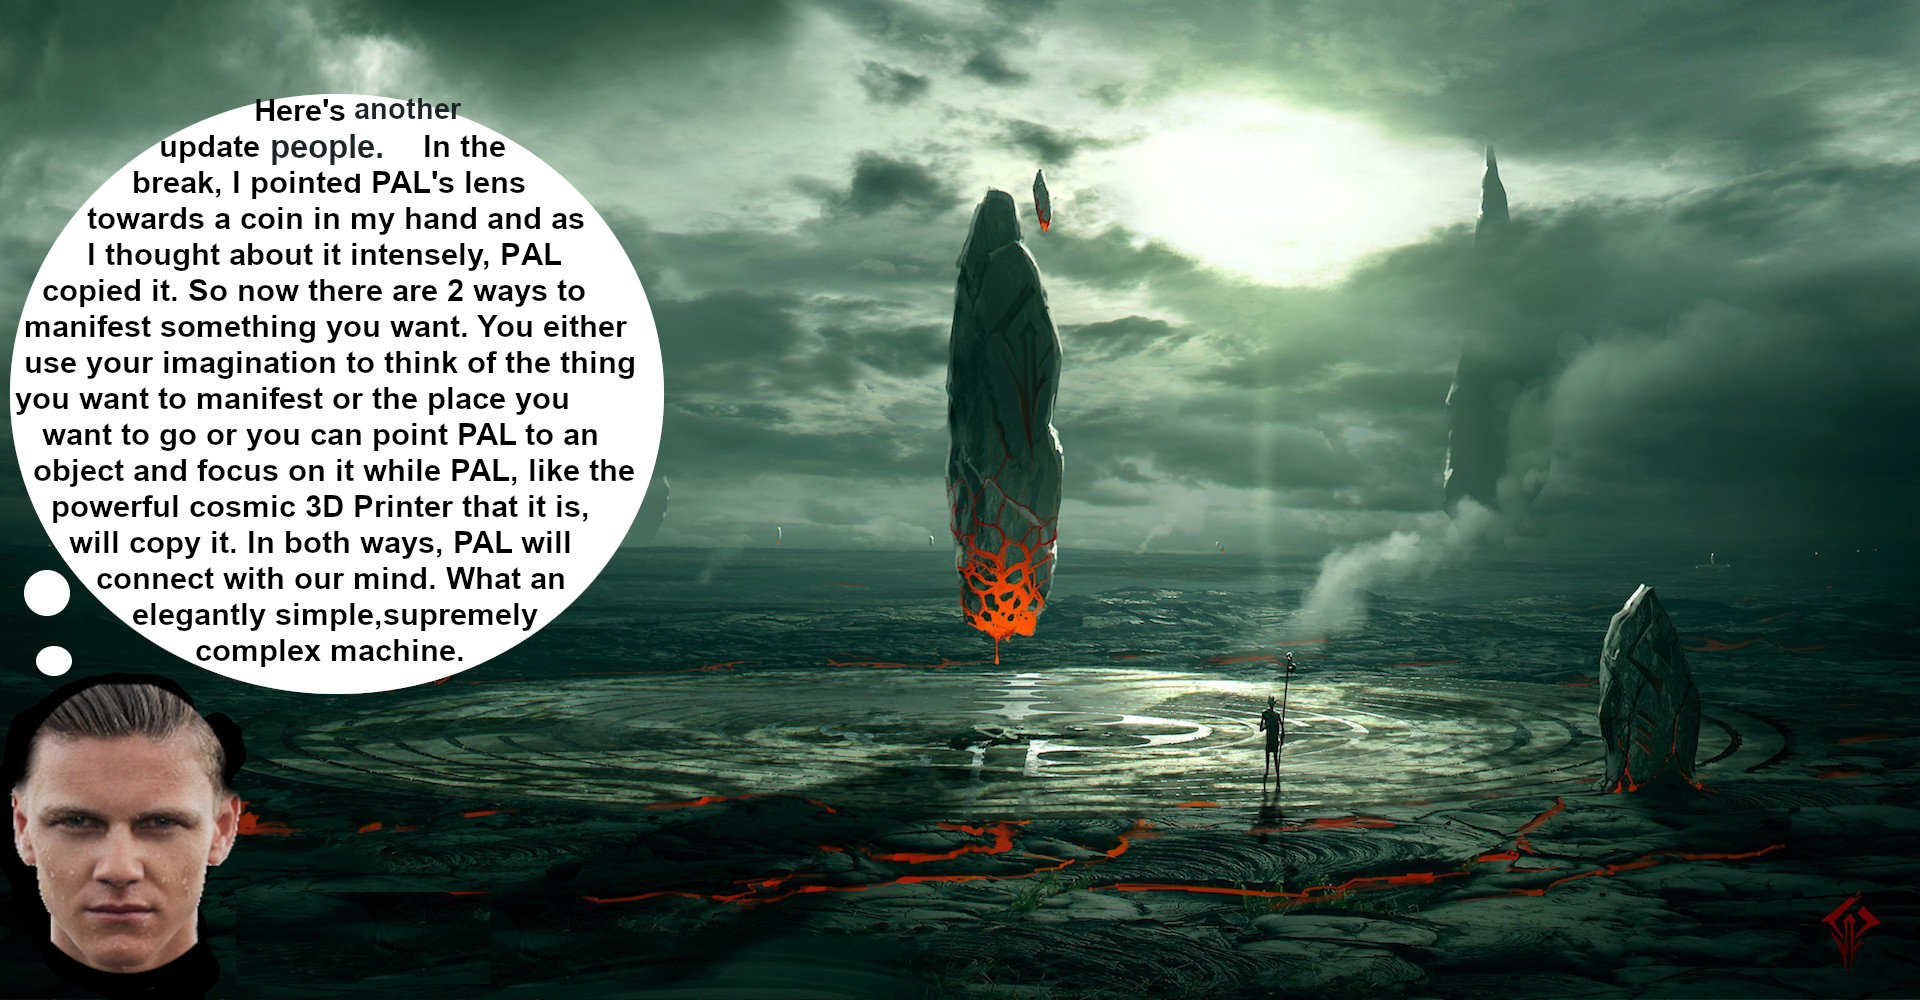 Here's another
update people. In the
break, I pointed PAL's lens
towards a coin in my hand and as
I thought about it intensely, PAL
copied it. So now there are 2 ways to
manifest something you want. You either
use your imagination to think of the thing
you want to manifest or the place you
want to go or you can point PAL to an
object and focus on it while PAL, like the
powerful cosmic 3D Printer that it is,
will copy it. In both ways, PAL will
connect with our mind. What an
elegantly simple,supremely
complex machine.